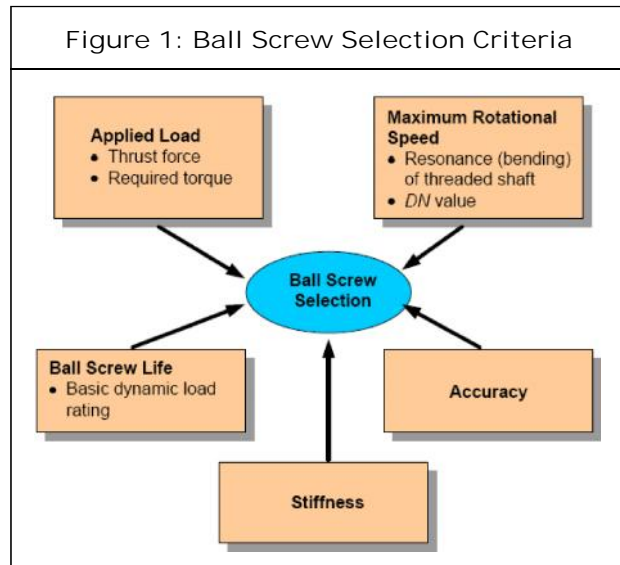 Figure 1: Ball Screw Selection Criteria
Applied Load
• Thrust force
• Required torque
Maximum Rotational
Speed
• Resonance (bending)
of threaded shaft
• DN value
Ball Screw
Selection
Ball Screw Life
• Basic dynamic load
rating
Accuracy
Stiffness